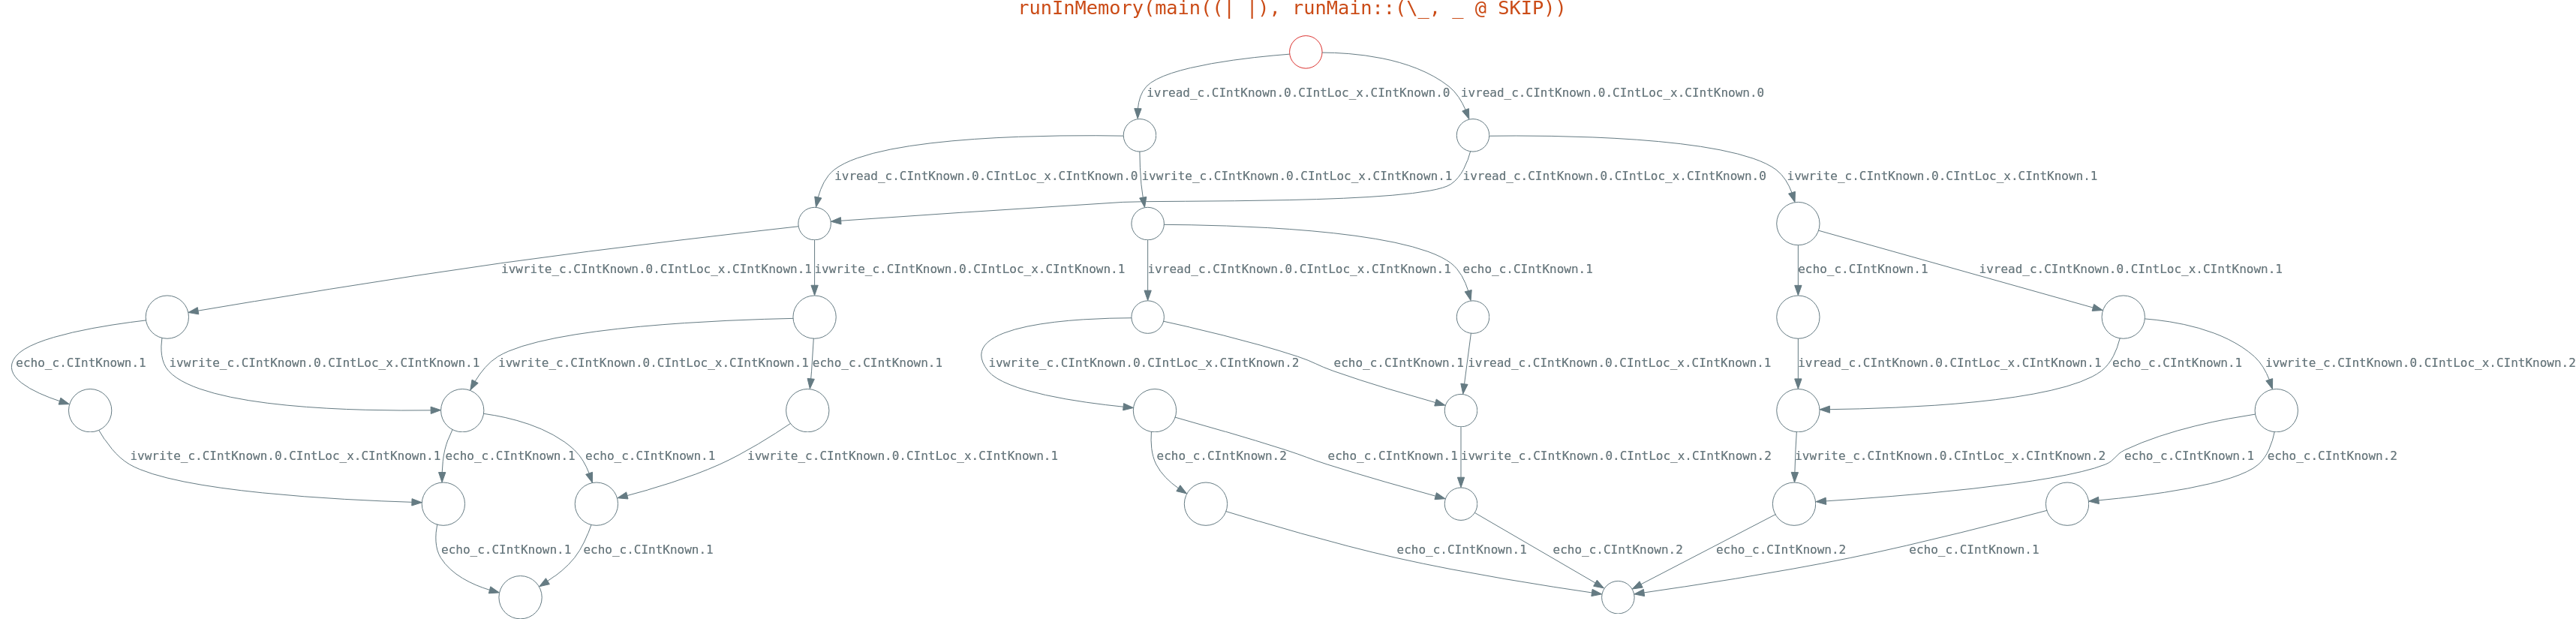 runInMemory(main((| |), runMain::(\_, _ @ SKIP))
ivread_c.CIntKnown.0.CIntLoc_x.CIntKnown.0
ivread_c.CIntKnown.0.CIntLoc_x.CIntKnown.0
ivread_c.CIntKnown.0.CIntLoc_x.CIntKnown.0
ivwrite_c.CIntKnown.0.CIntLoc_x.CIntKnown.1
ivread_c.CIntKnown.0.CIntLoc_x.CIntKnown.0
ivwrite_c.CIntKnown.0.CIntLoc_x.CIntKnown.1
ivwrite_c.CIntKnown.0.CIntLoc_x.CIntKnown.1
ivwrite_c.CIntKnown.0.CIntLoc_x.CIntKnown.1
ivread_c.CIntKnown.0.CIntLoc_x.CIntKnown.1
echo_c.CIntKnown.1
echo_c.CIntKnown.1
ivread_c.CIntKnown.0.CIntLoc_x.CIntKnown.1
echo_c.CIntKnown.1
ivwrite_c.CIntKnown.0.CIntLoc_x.CIntKnown.1
ivwrite_c.CIntKnown.0.CIntLoc_x.CIntKnown.1
echo_c.CIntKnown.1
ivwrite_c.CIntKnown.0.CIntLoc_x.CIntKnown.2
echo_c.CIntKnown.1
ivread_c.CIntKnown.0.CIntLoc_x.CIntKnown.1
ivread_c.CIntKnown.0.CIntLoc_x.CIntKnown.1
echo_c.CIntKnown.1
ivwrite_c.CIntKnown.0.CIntLoc_x.CIntKnown.2
ivwrite_c.CIntKnown.0.CIntLoc_x.CIntKnown.1
echo_c.CIntKnown.1
echo_c.CIntKnown.1
ivwrite_c.CIntKnown.0.CIntLoc_x.CIntKnown.1
echo_c.CIntKnown.2
echo_c.CIntKnown.1
ivwrite_c.CIntKnown.0.CIntLoc_x.CIntKnown.2
ivwrite_c.CIntKnown.0.CIntLoc_x.CIntKnown.2
echo_c.CIntKnown.1
echo_c.CIntKnown.2
echo_c.CIntKnown.1
echo_c.CIntKnown.1
echo_c.CIntKnown.1
echo_c.CIntKnown.2
echo_c.CIntKnown.2
echo_c.CIntKnown.1